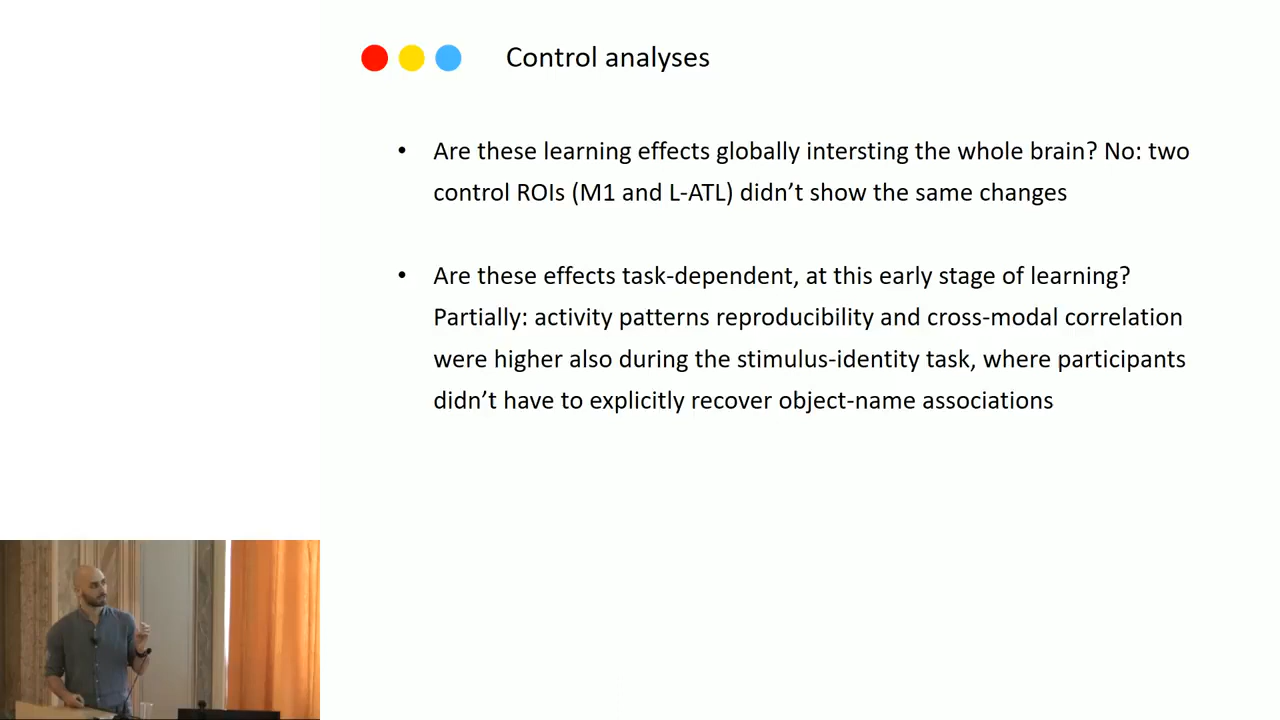 Control analyses
• Are these learning effects globally intersting the whole brain? No: two
control ROIs (M1 and L-ATL) didn’t show the same changes
• Are these effects task-dependent, at this early stage of learning?
Partially: activity patterns reproducibility and cross-modal correlation
were higher also during the stimulus-identity task, where participants
didn’t have to explicitly recover object-name associations